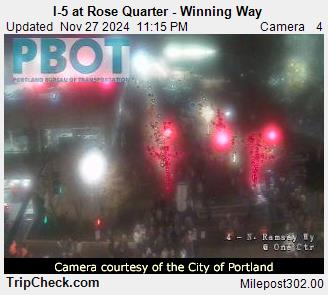 I-5 at Rose Quarter - Winning Way
Updated Nov 27 2024 11:15 PM Camera 4
PBOT
PORTLAND BUREAU OF TRANSPORTATION
4 - N. Ramsay Wy
@ One Ctr
Camera courtesy of the City of Portland
TripCheck.com Milepost302.00